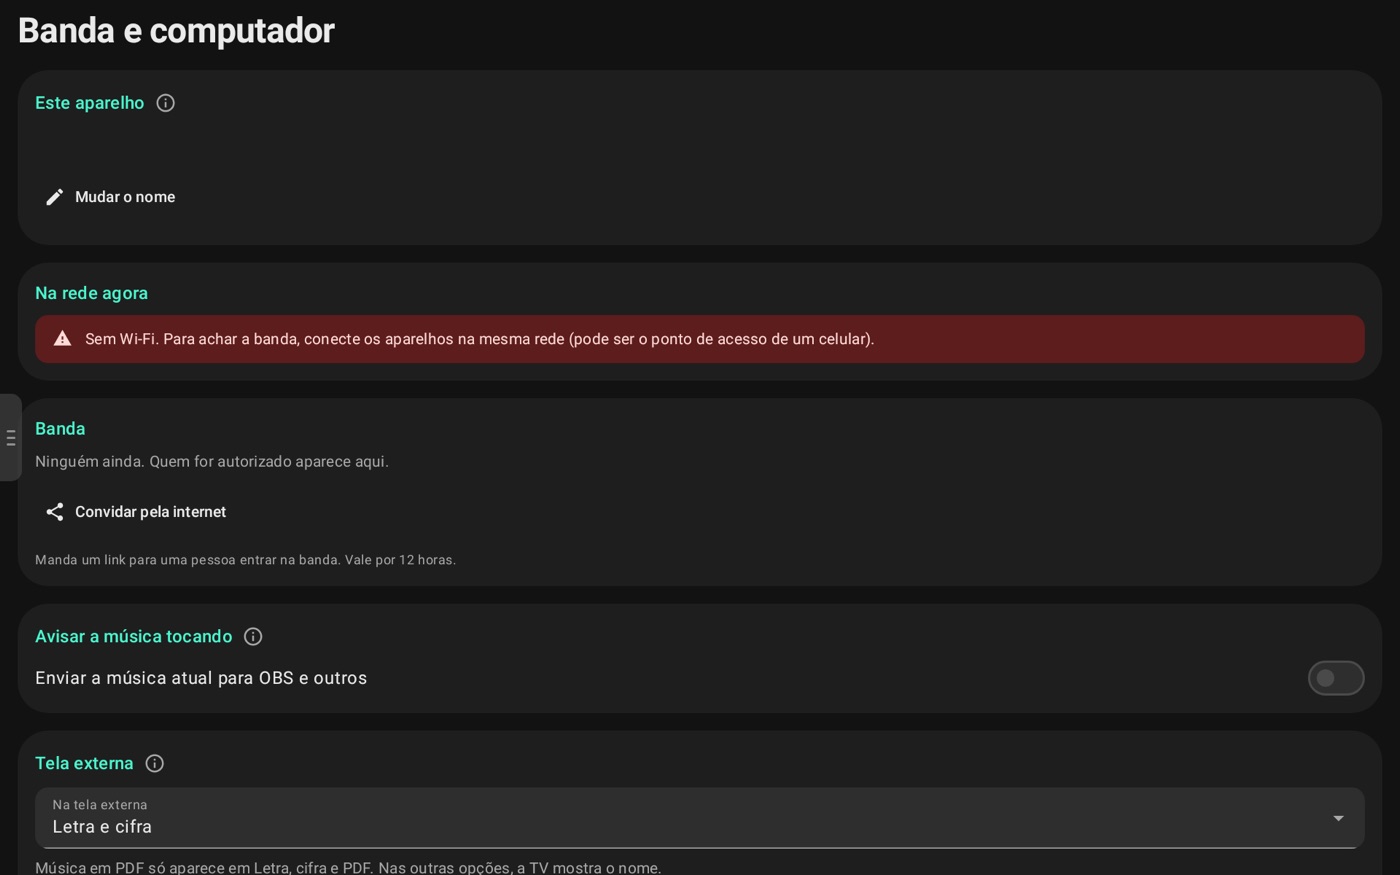 Banda e computador
Este aparelho
Mudar o nome
Na rede agora
Sem Wi-Fi. Para achar a banda, conecte os aparelhos na mesma rede (pode ser o ponto de acesso de um celular).
Banda
Ninguém ainda. Quem for autorizado aparece aqui.
Convidar pela internet
Manda um link para uma pessoa entrar na banda. Vale por 12 horas.
Avisar a música tocando
Enviar a música atual para OBS e outros
Tela externa
Na tela externa
Letra e cifra
Música em PDF só aparece em Letra, cifra e PDF. Nas outras opções, a TV mostra o nome.